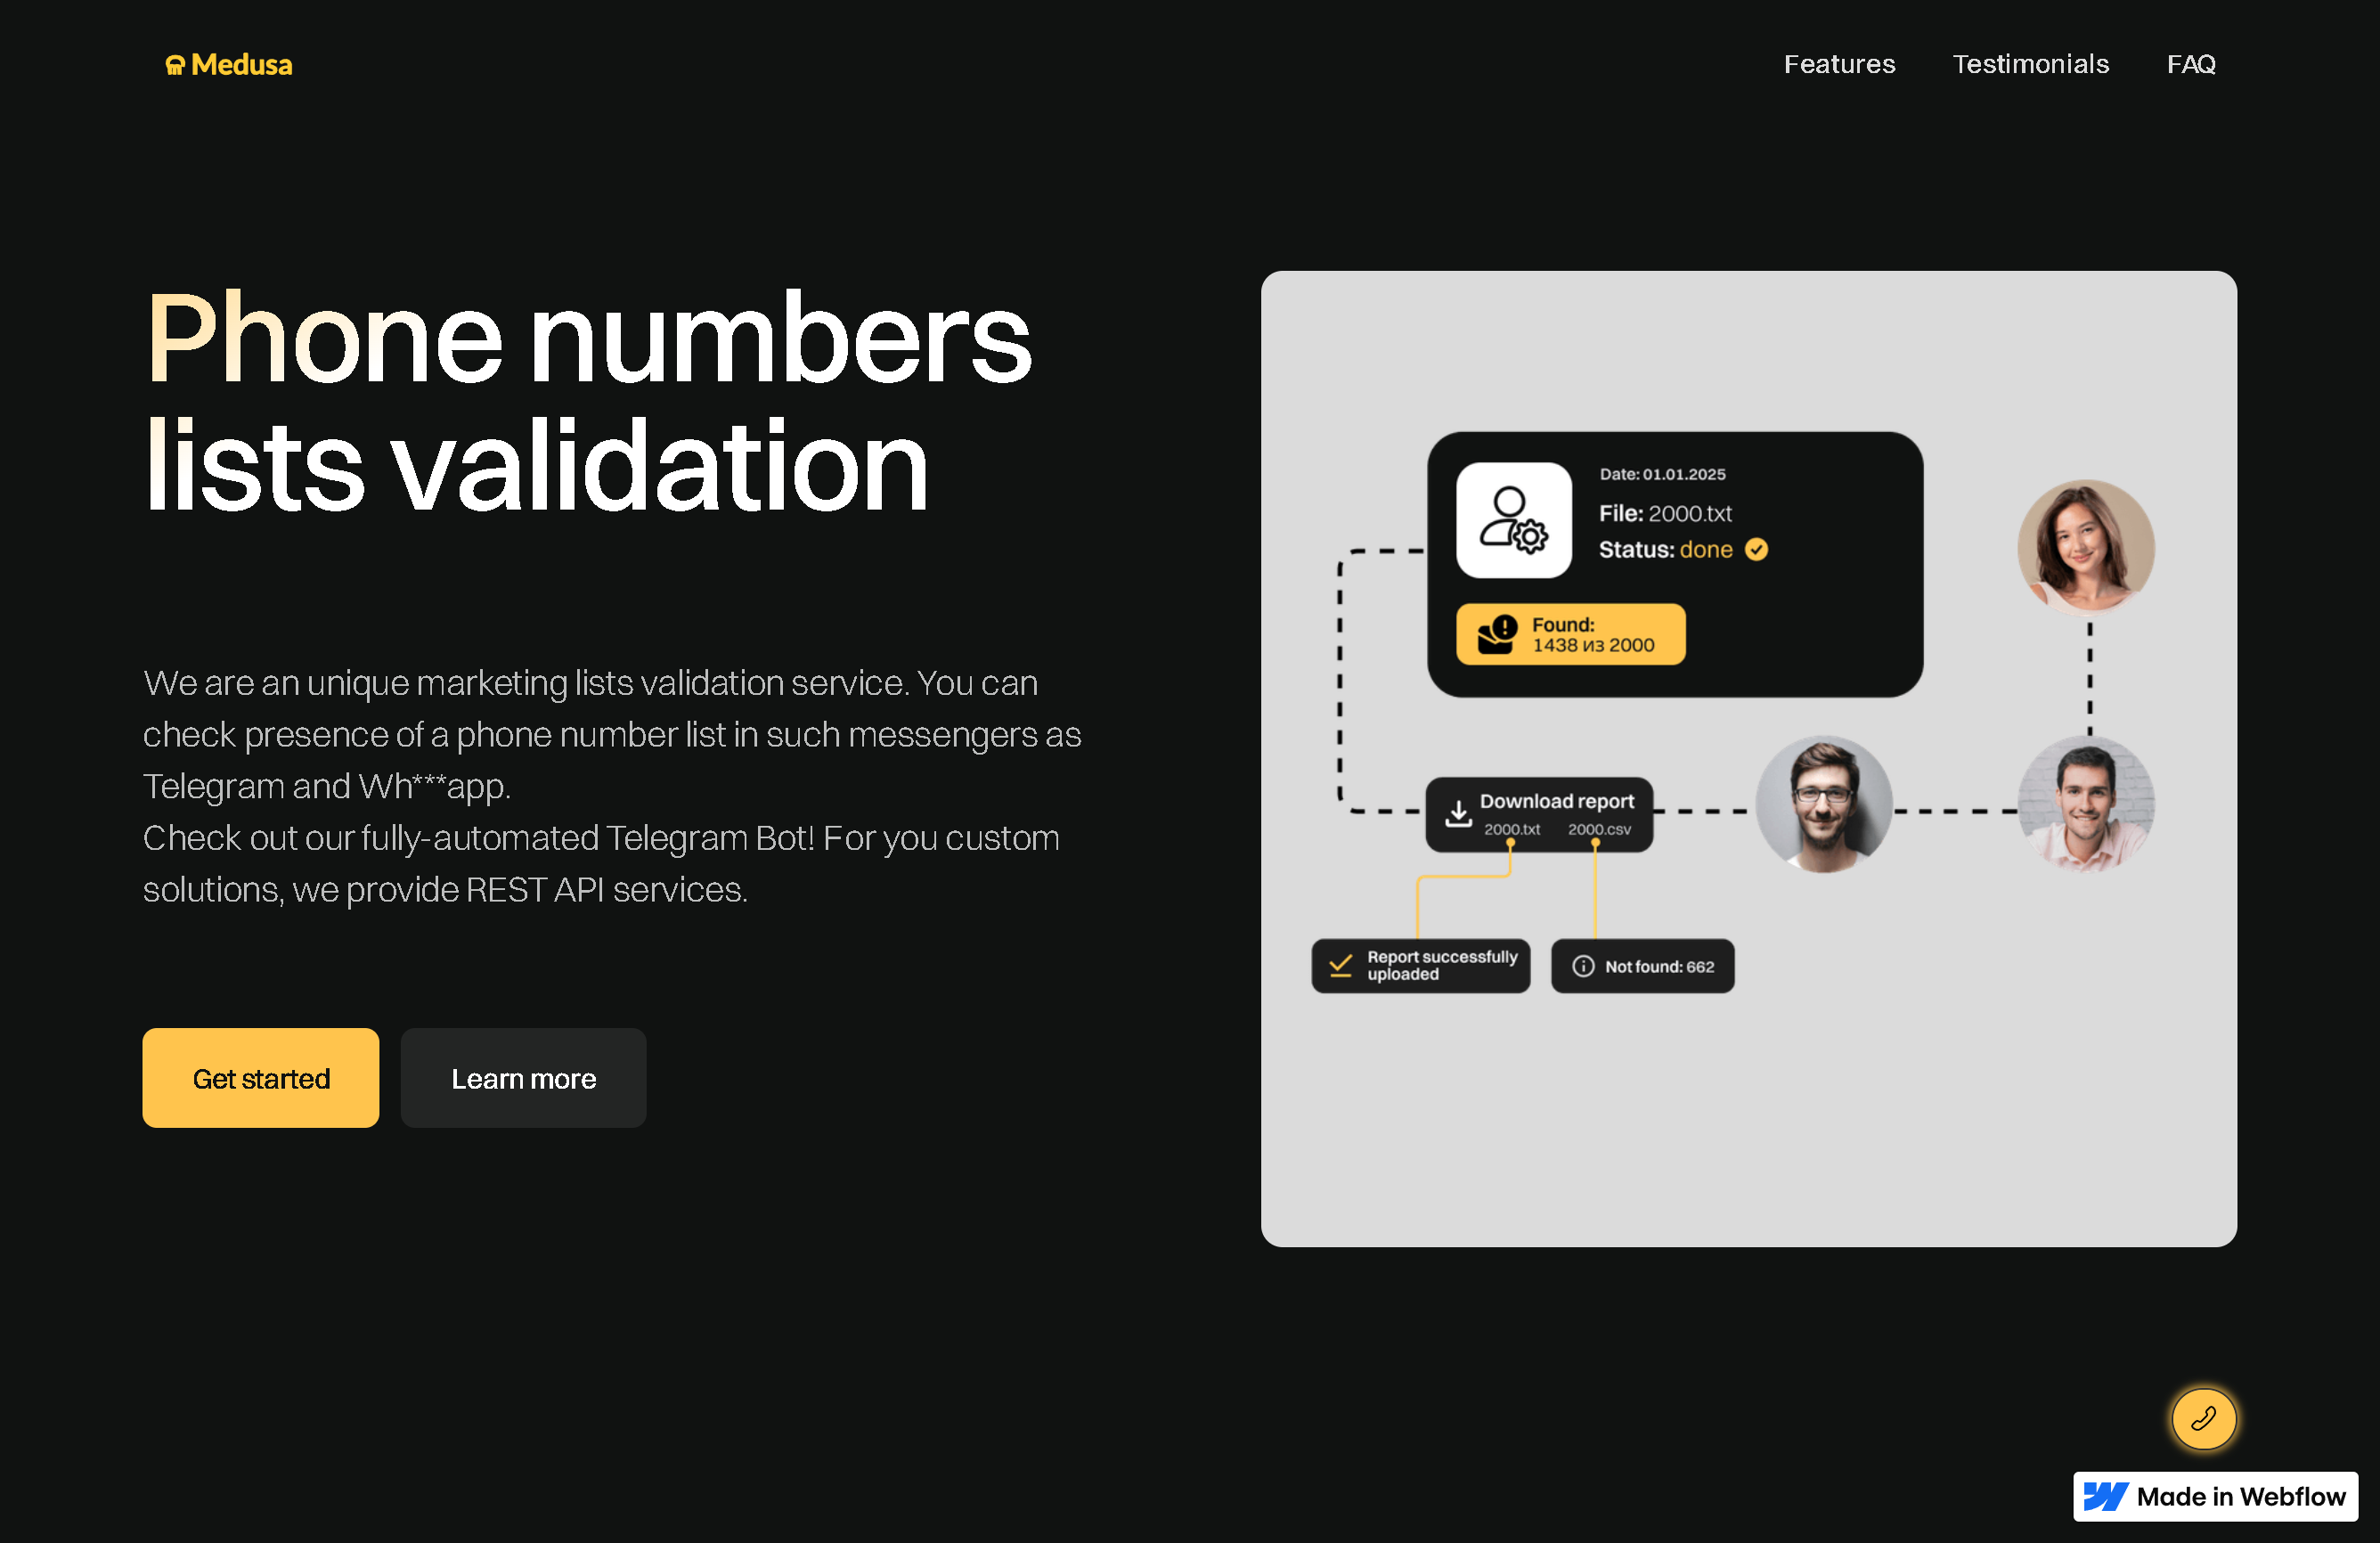 Medusa
Features
Testimonials
FAQ
Phone numbers
lists validation
We are an unique marketing lists validation service. You can
check presence of a phone number list in such messengers as
Telegram and Wh***app.
Check out our fully-automated Telegram Bot! For you custom
solutions, we provide REST API services.
Get started
Learn more
Date: 01.01.2025
File: 2000.txt
Status: done
Found:
1438 из 2000
Download report
2000.txt
2000.csv
Report successfully
uploaded
Not found: 662
Made in Webflow